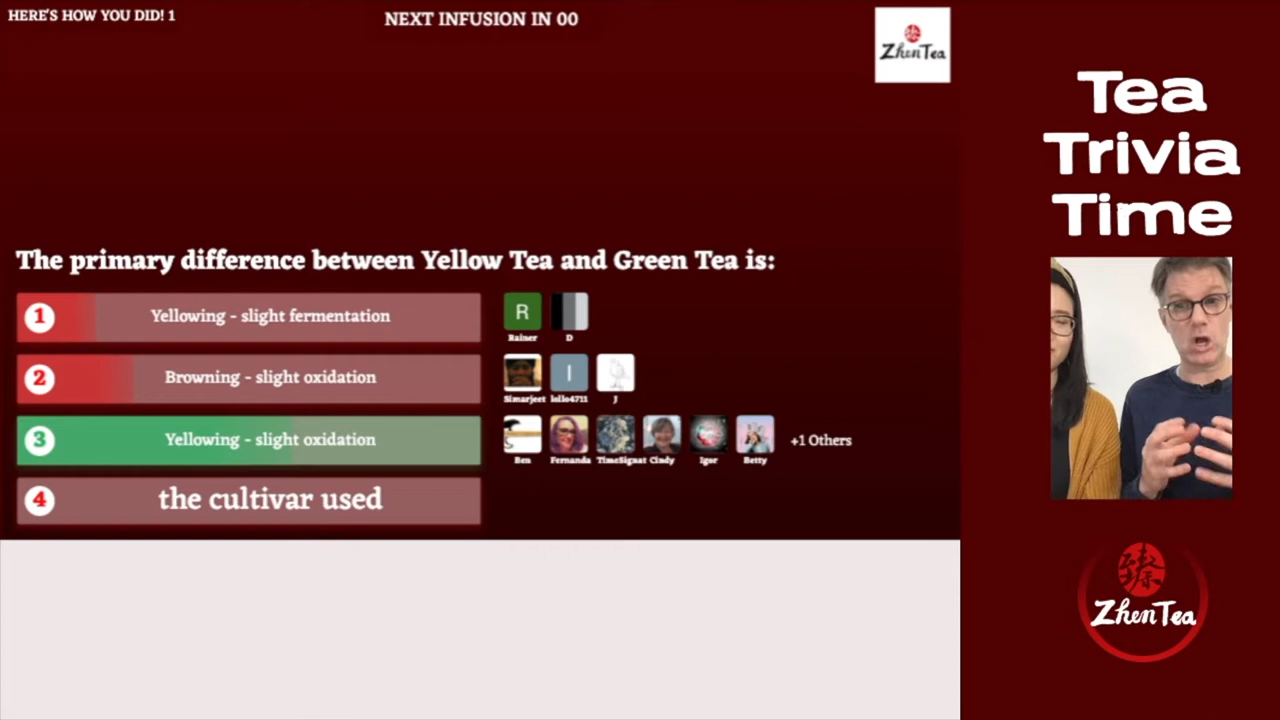 HERE'S HOW YOU DID! 1
NEXT INFUSION IN 00
ZhenTea
Tea
Trivia
Time
The primary difference between Yellow Tea and Green Tea is:
1 Yellowing - slight fermentation
R
Rainer D
2 Browning - slight oxidation
I
Simarjeet lollo4711 J
3 Yellowing - slight oxidation
+1 Others
Ben Fernanda TimeSignat Cindy Igor Betty
4 the cultivar used
臻
ZhenTea